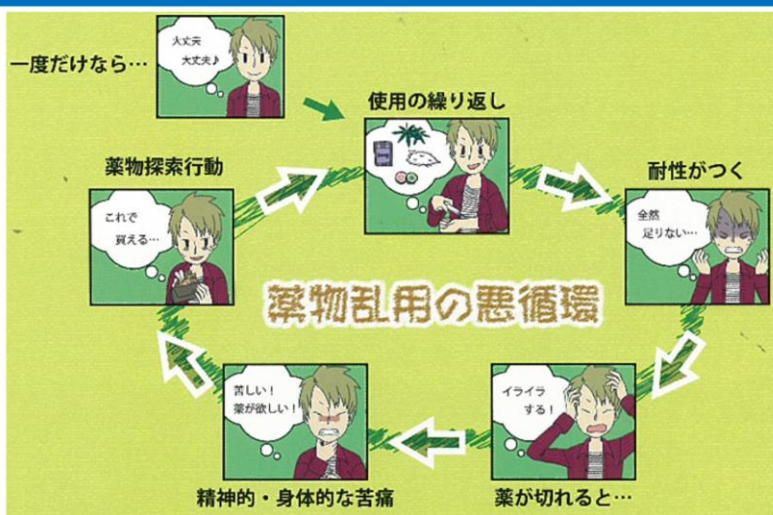 一度だけなら…
大丈夫
大丈夫♪
使用の繰り返し
耐性がつく
全然
足りない…
薬が切れると…
イライラ
する！
精神的・身体的な苦痛
苦しい！
薬が欲しい！
薬物探索行動
これで
買える…
薬物乱用の悪循環